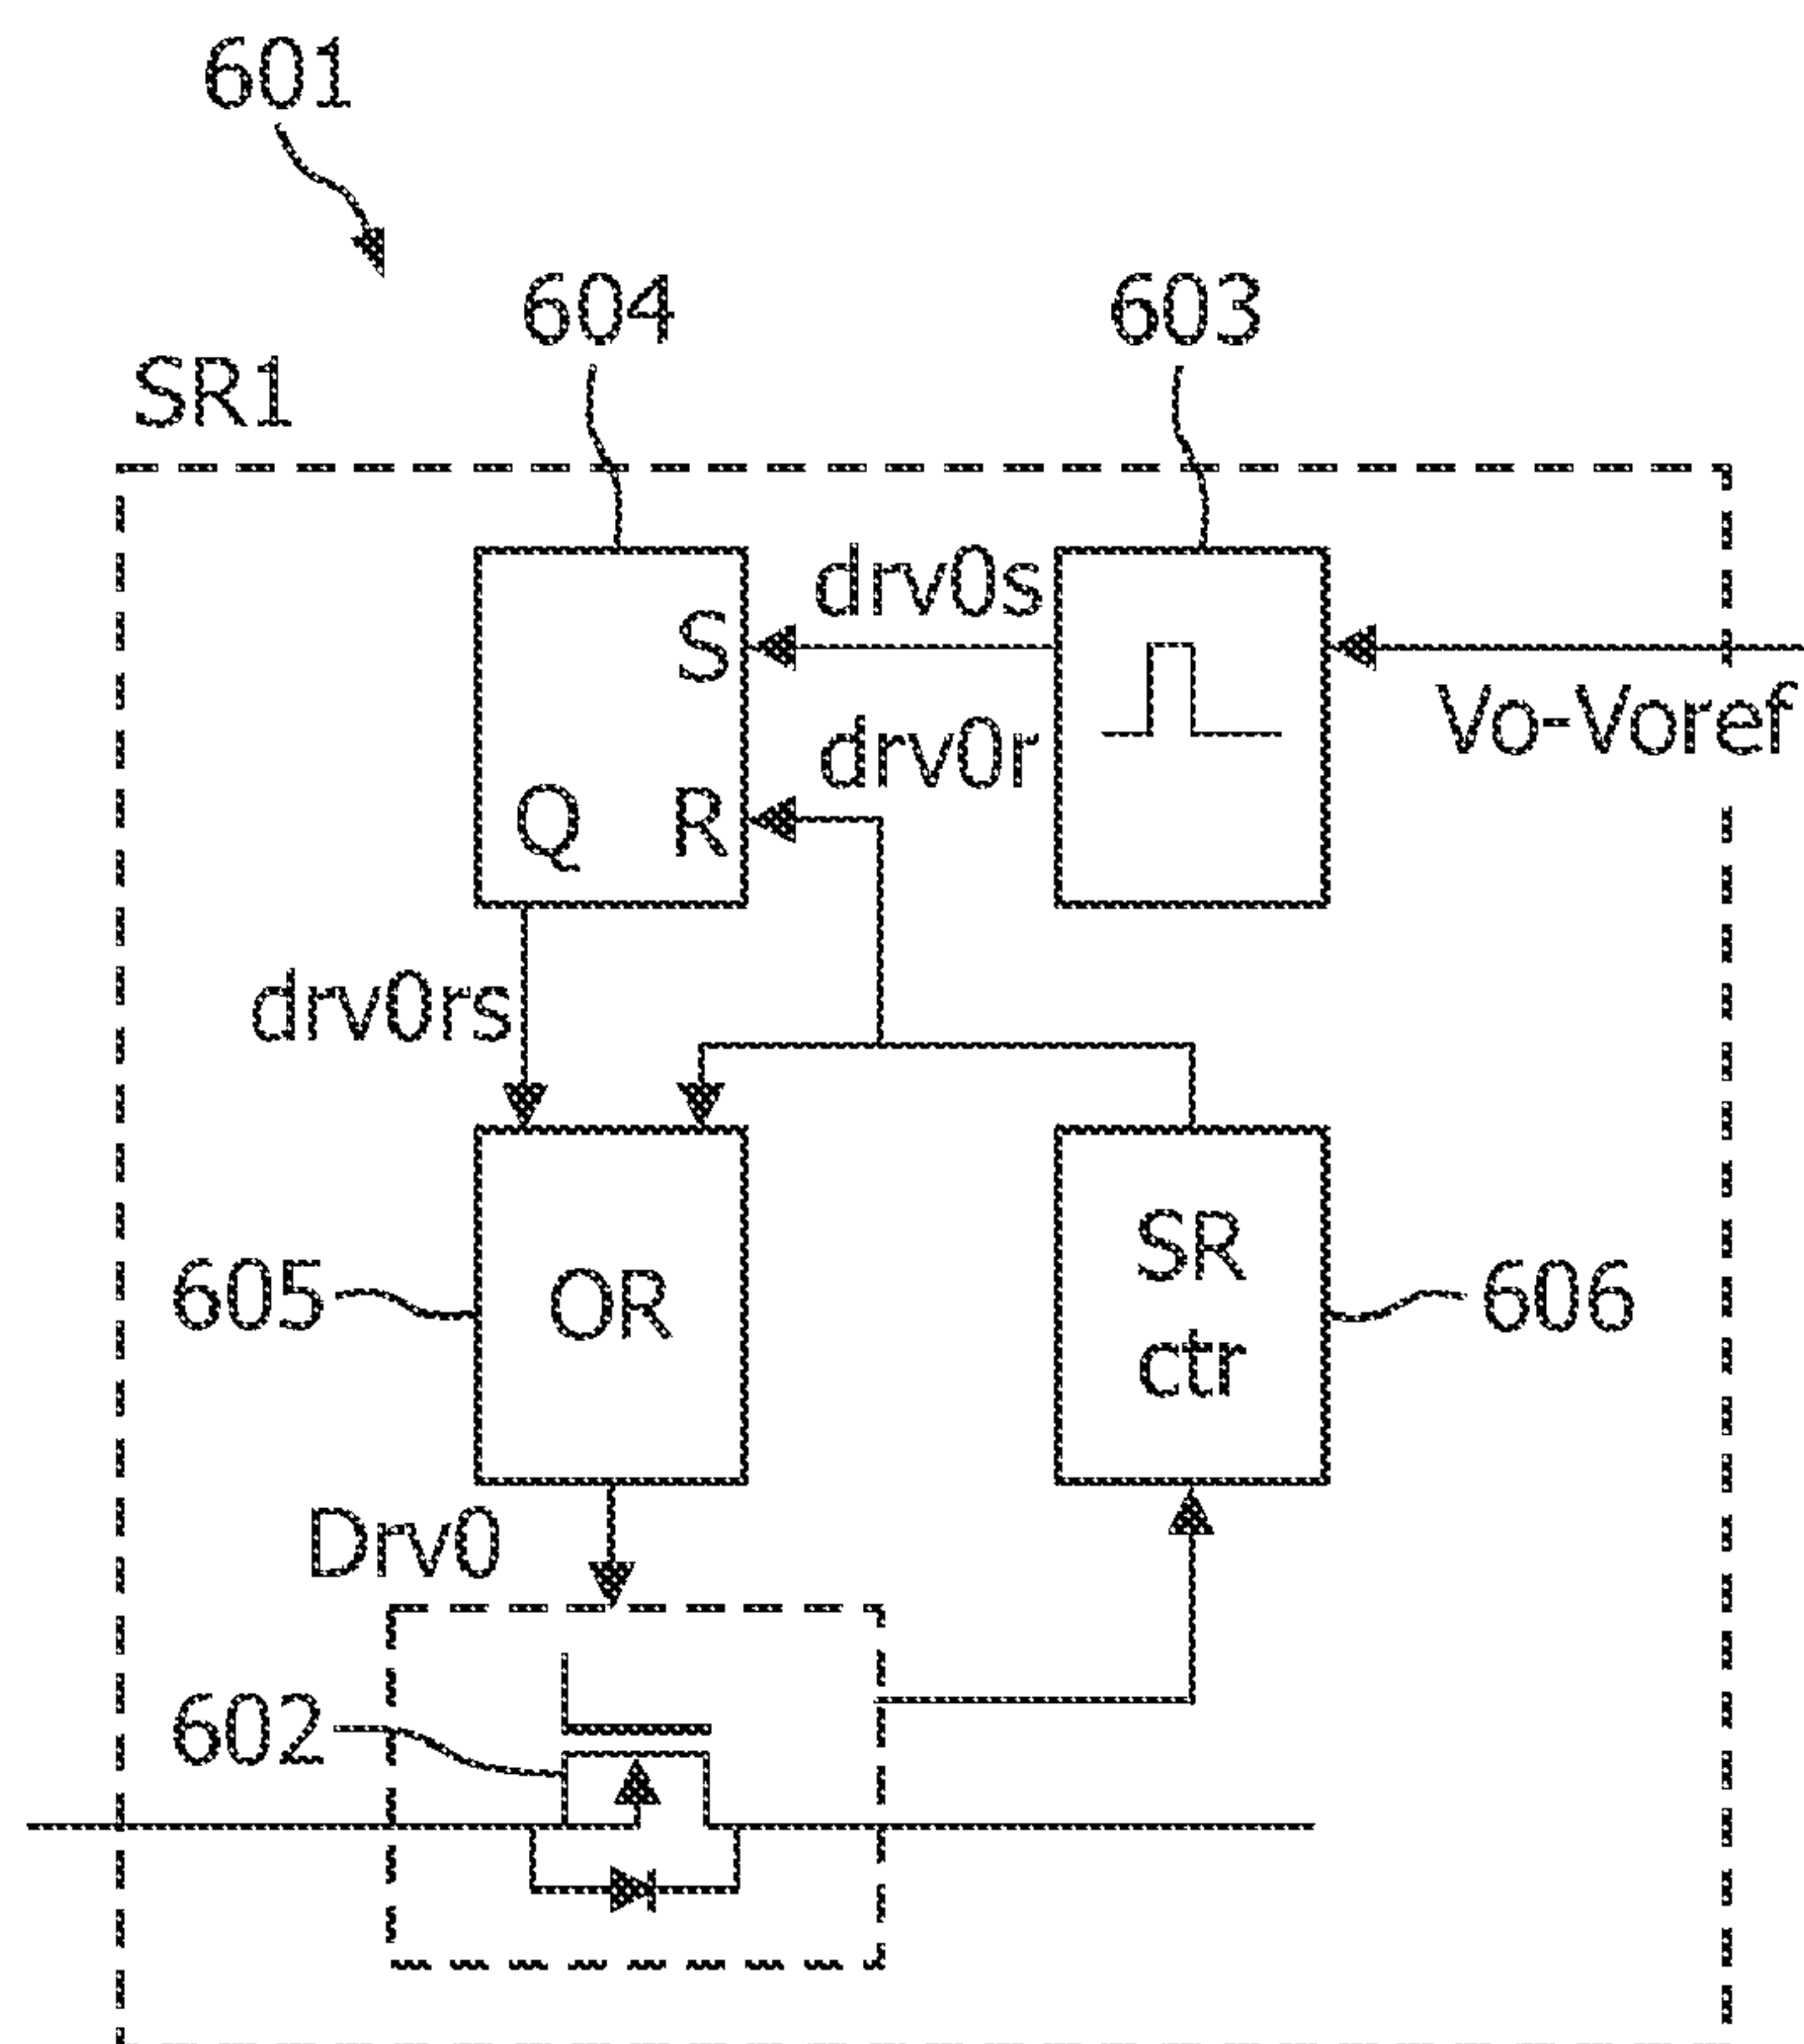 601
604
603
SR1
drv0s
S
drv0r
Vo-Voref
Q
R
drv0rs
605
OR
SR
ctr
606
Drv0
602